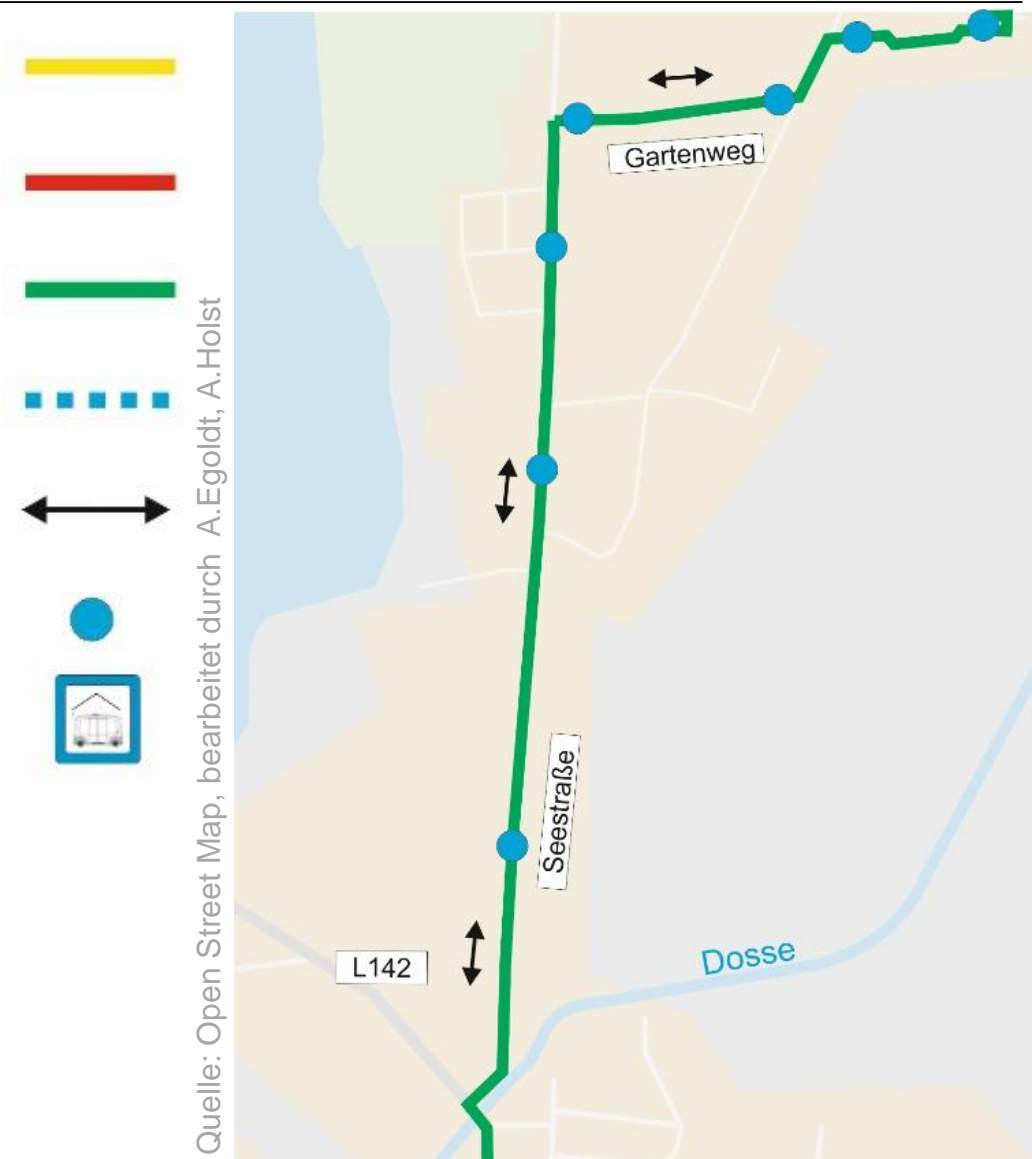 Gartenweg
Seestraße
L142
Dosse
Quelle: Open Street Map, bearbeitet durch A.Egoldt, A.Holst